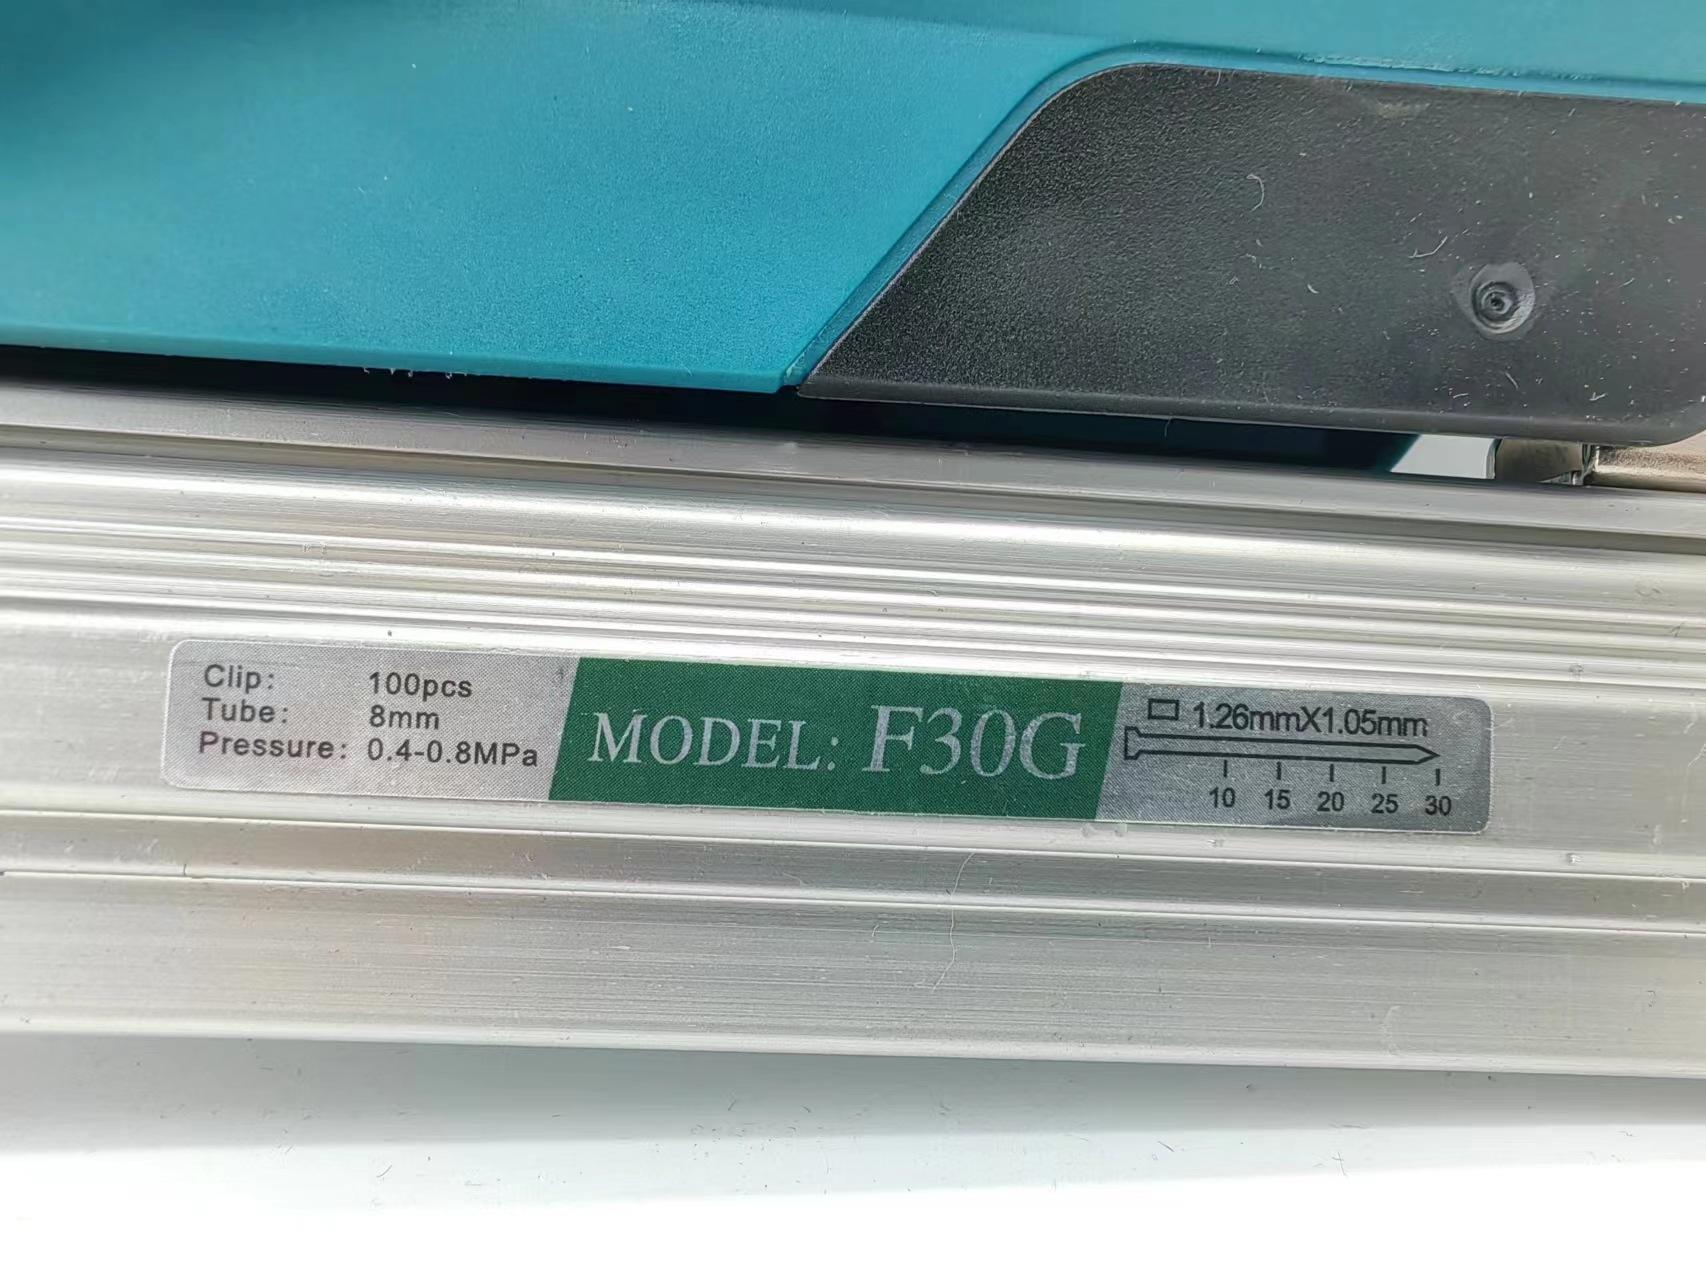 Clip: 100pcs
Tube: 8mm
Pressure: 0.4-0.8MPa
MODEL: F30G
1.26mmX1.05mm
10 15 20 25 30